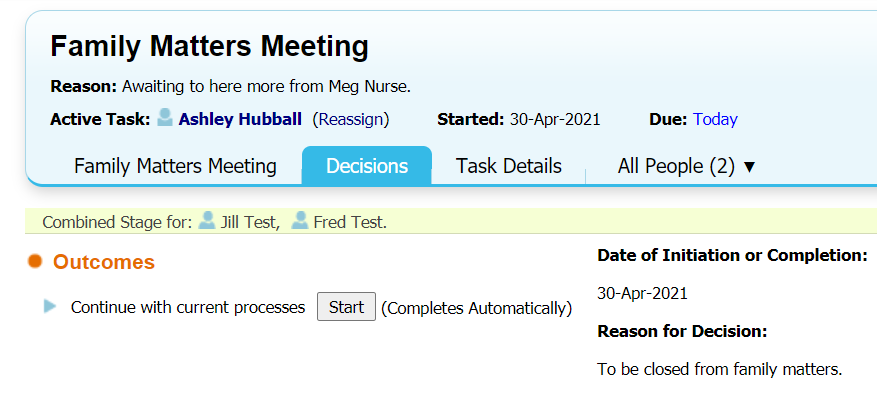 Family Matters Meeting
Reason: Awaiting to here more from Meg Nurse.
Active Task: Ashley Hubball (Reassign) Started: 30-Apr-2021 Due: Today
Family Matters Meeting Decisions Task Details All People (2) ▼
Combined Stage for: Jill Test, Fred Test.
Outcomes
Continue with current processes Start (Completes Automatically)
Date of Initiation or Completion:
30-Apr-2021
Reason for Decision:
To be closed from family matters.